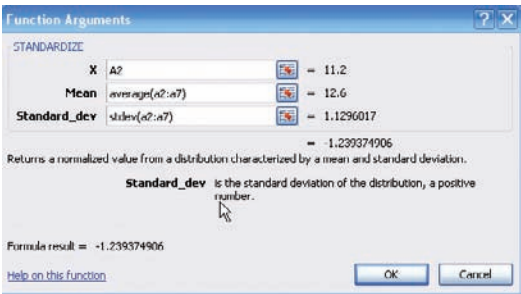 Function Arguments
STANDARDIZE
X A2 = 11.2
Mean average(a2:a7) = 12.6
Standard_dev stdev(a2:a7) = 1.1296017
= -1.239374906
Returns a normalized value from a distribution characterized by a mean and standard deviation.
Standard_dev is the standard deviation of the distribution, a positive
number.
Formula result = -1.239374906
Help on this function OK Cancel